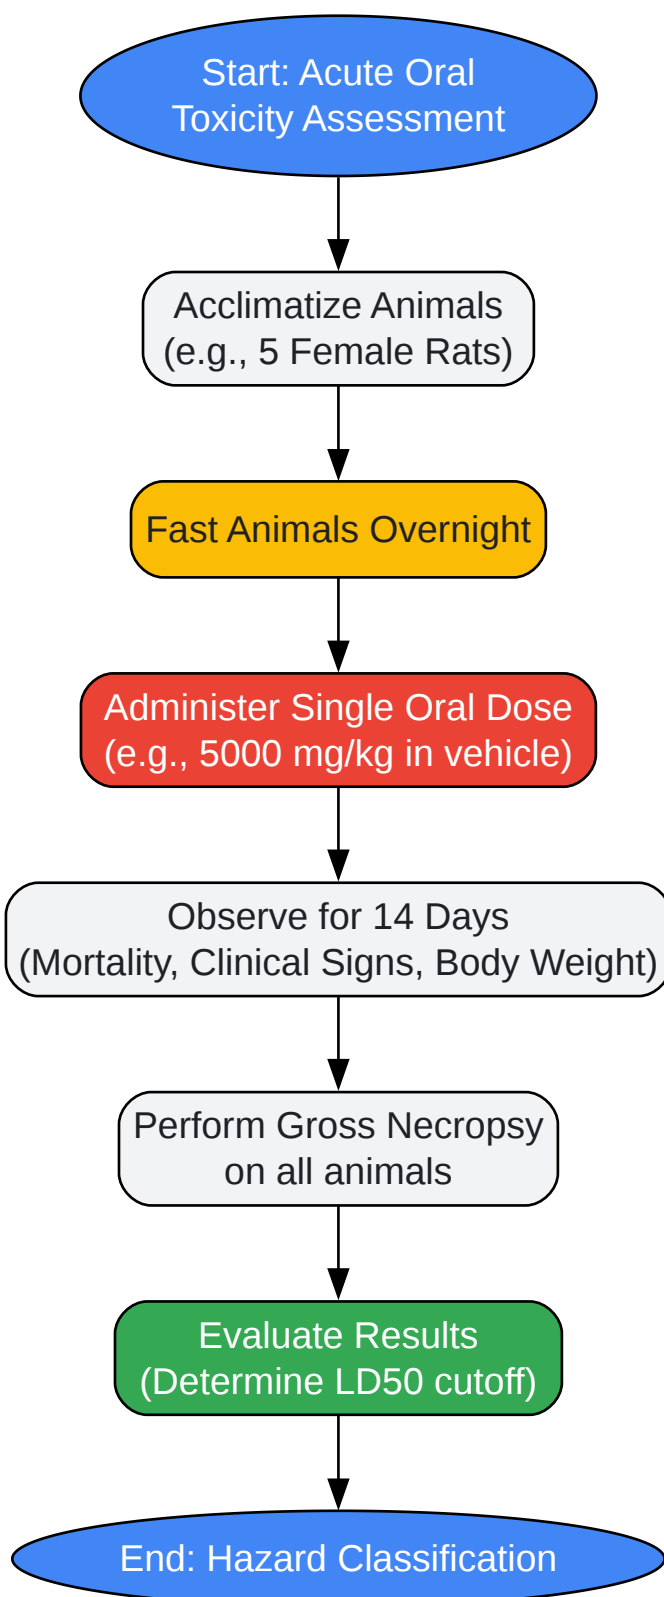 Start: Acute Oral
Toxicity Assessment
Acclimatize Animals
(e.g., 5 Female Rats)
Fast Animals Overnight
Administer Single Oral Dose
(e.g., 5000 mg/kg in vehicle)
Observe for 14 Days
(Mortality, Clinical Signs, Body Weight)
Perform Gross Necropsy
on all animals
Evaluate Results
(Determine LD50 cutoff)
End: Hazard Classification